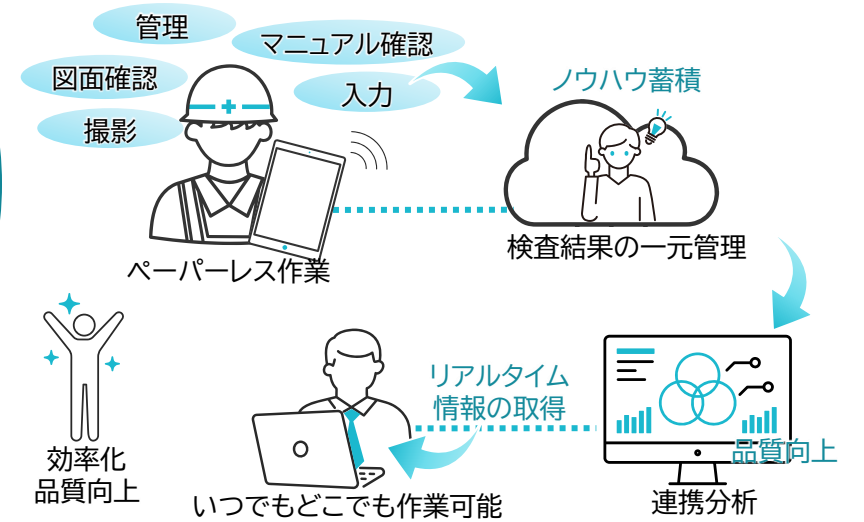 管理
マニュアル確認
図面確認
入力
撮影
ノウハウ蓄積
ペーパーレス作業
検査結果の一元管理
リアルタイム
情報の取得
品質向上
効率化
品質向上
いつでもどこでも作業可能
連携分析